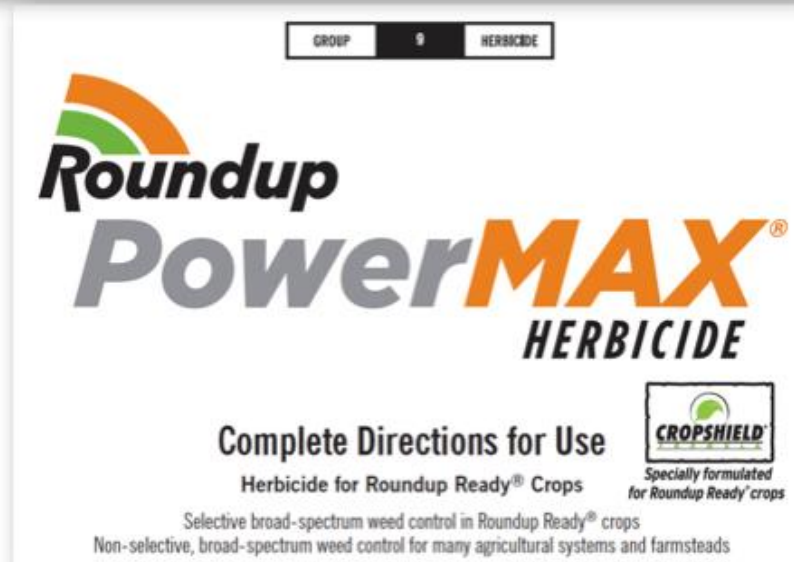 GROUP 9 HERBICIDE
Roundup
PowerMAX®
HERBICIDE
Complete Directions for Use
Herbicide for Roundup Ready® Crops
CROPSHIELD
Specially formulated
for Roundup Ready® crops
Selective broad-spectrum weed control in Roundup Ready® crops
Non-selective, broad-spectrum weed control for many agricultural systems and farmsteads